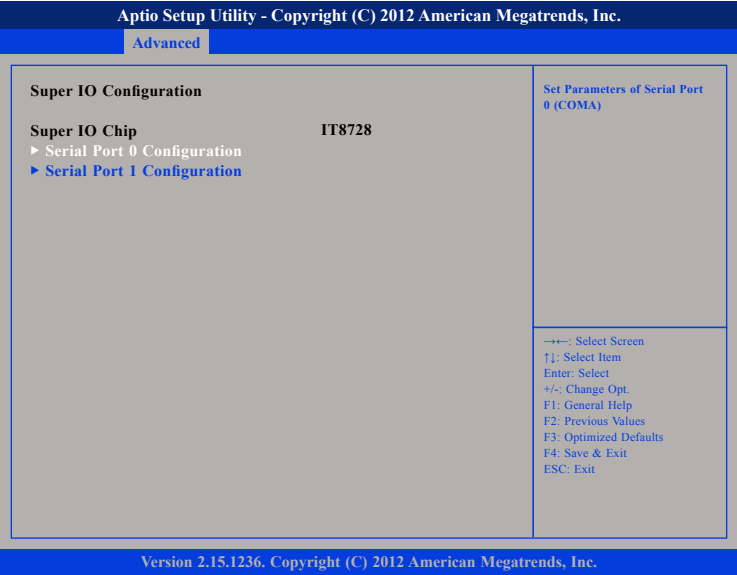 Aptio Setup Utility - Copyright (C) 2012 American Megatrends, Inc.
Advanced
Super IO Configuration
Super IO Chip IT8728
▶ Serial Port 0 Configuration
▶ Serial Port 1 Configuration
Set Parameters of Serial Port
0 (COMA)
→←: Select Screen
↑↓: Select Item
Enter: Select
+/-: Change Opt.
F1: General Help
F2: Previous Values
F3: Optimized Defaults
F4: Save & Exit
ESC: Exit
Version 2.15.1236. Copyright (C) 2012 American Megatrends, Inc.